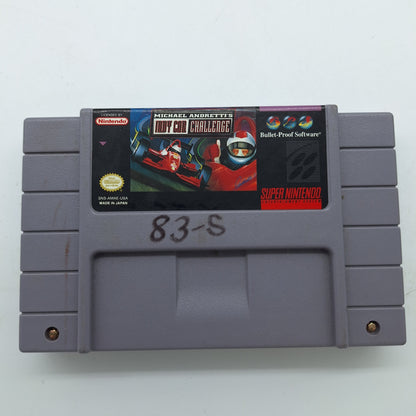 LICENSED BY
Nintendo
MICHAEL ANDRETTI'S
INDY CAR CHALLENGE
Bullet-Proof Software
SNS-AMHE-USA
MADE IN JAPAN
SUPER NINTENDO
83-S